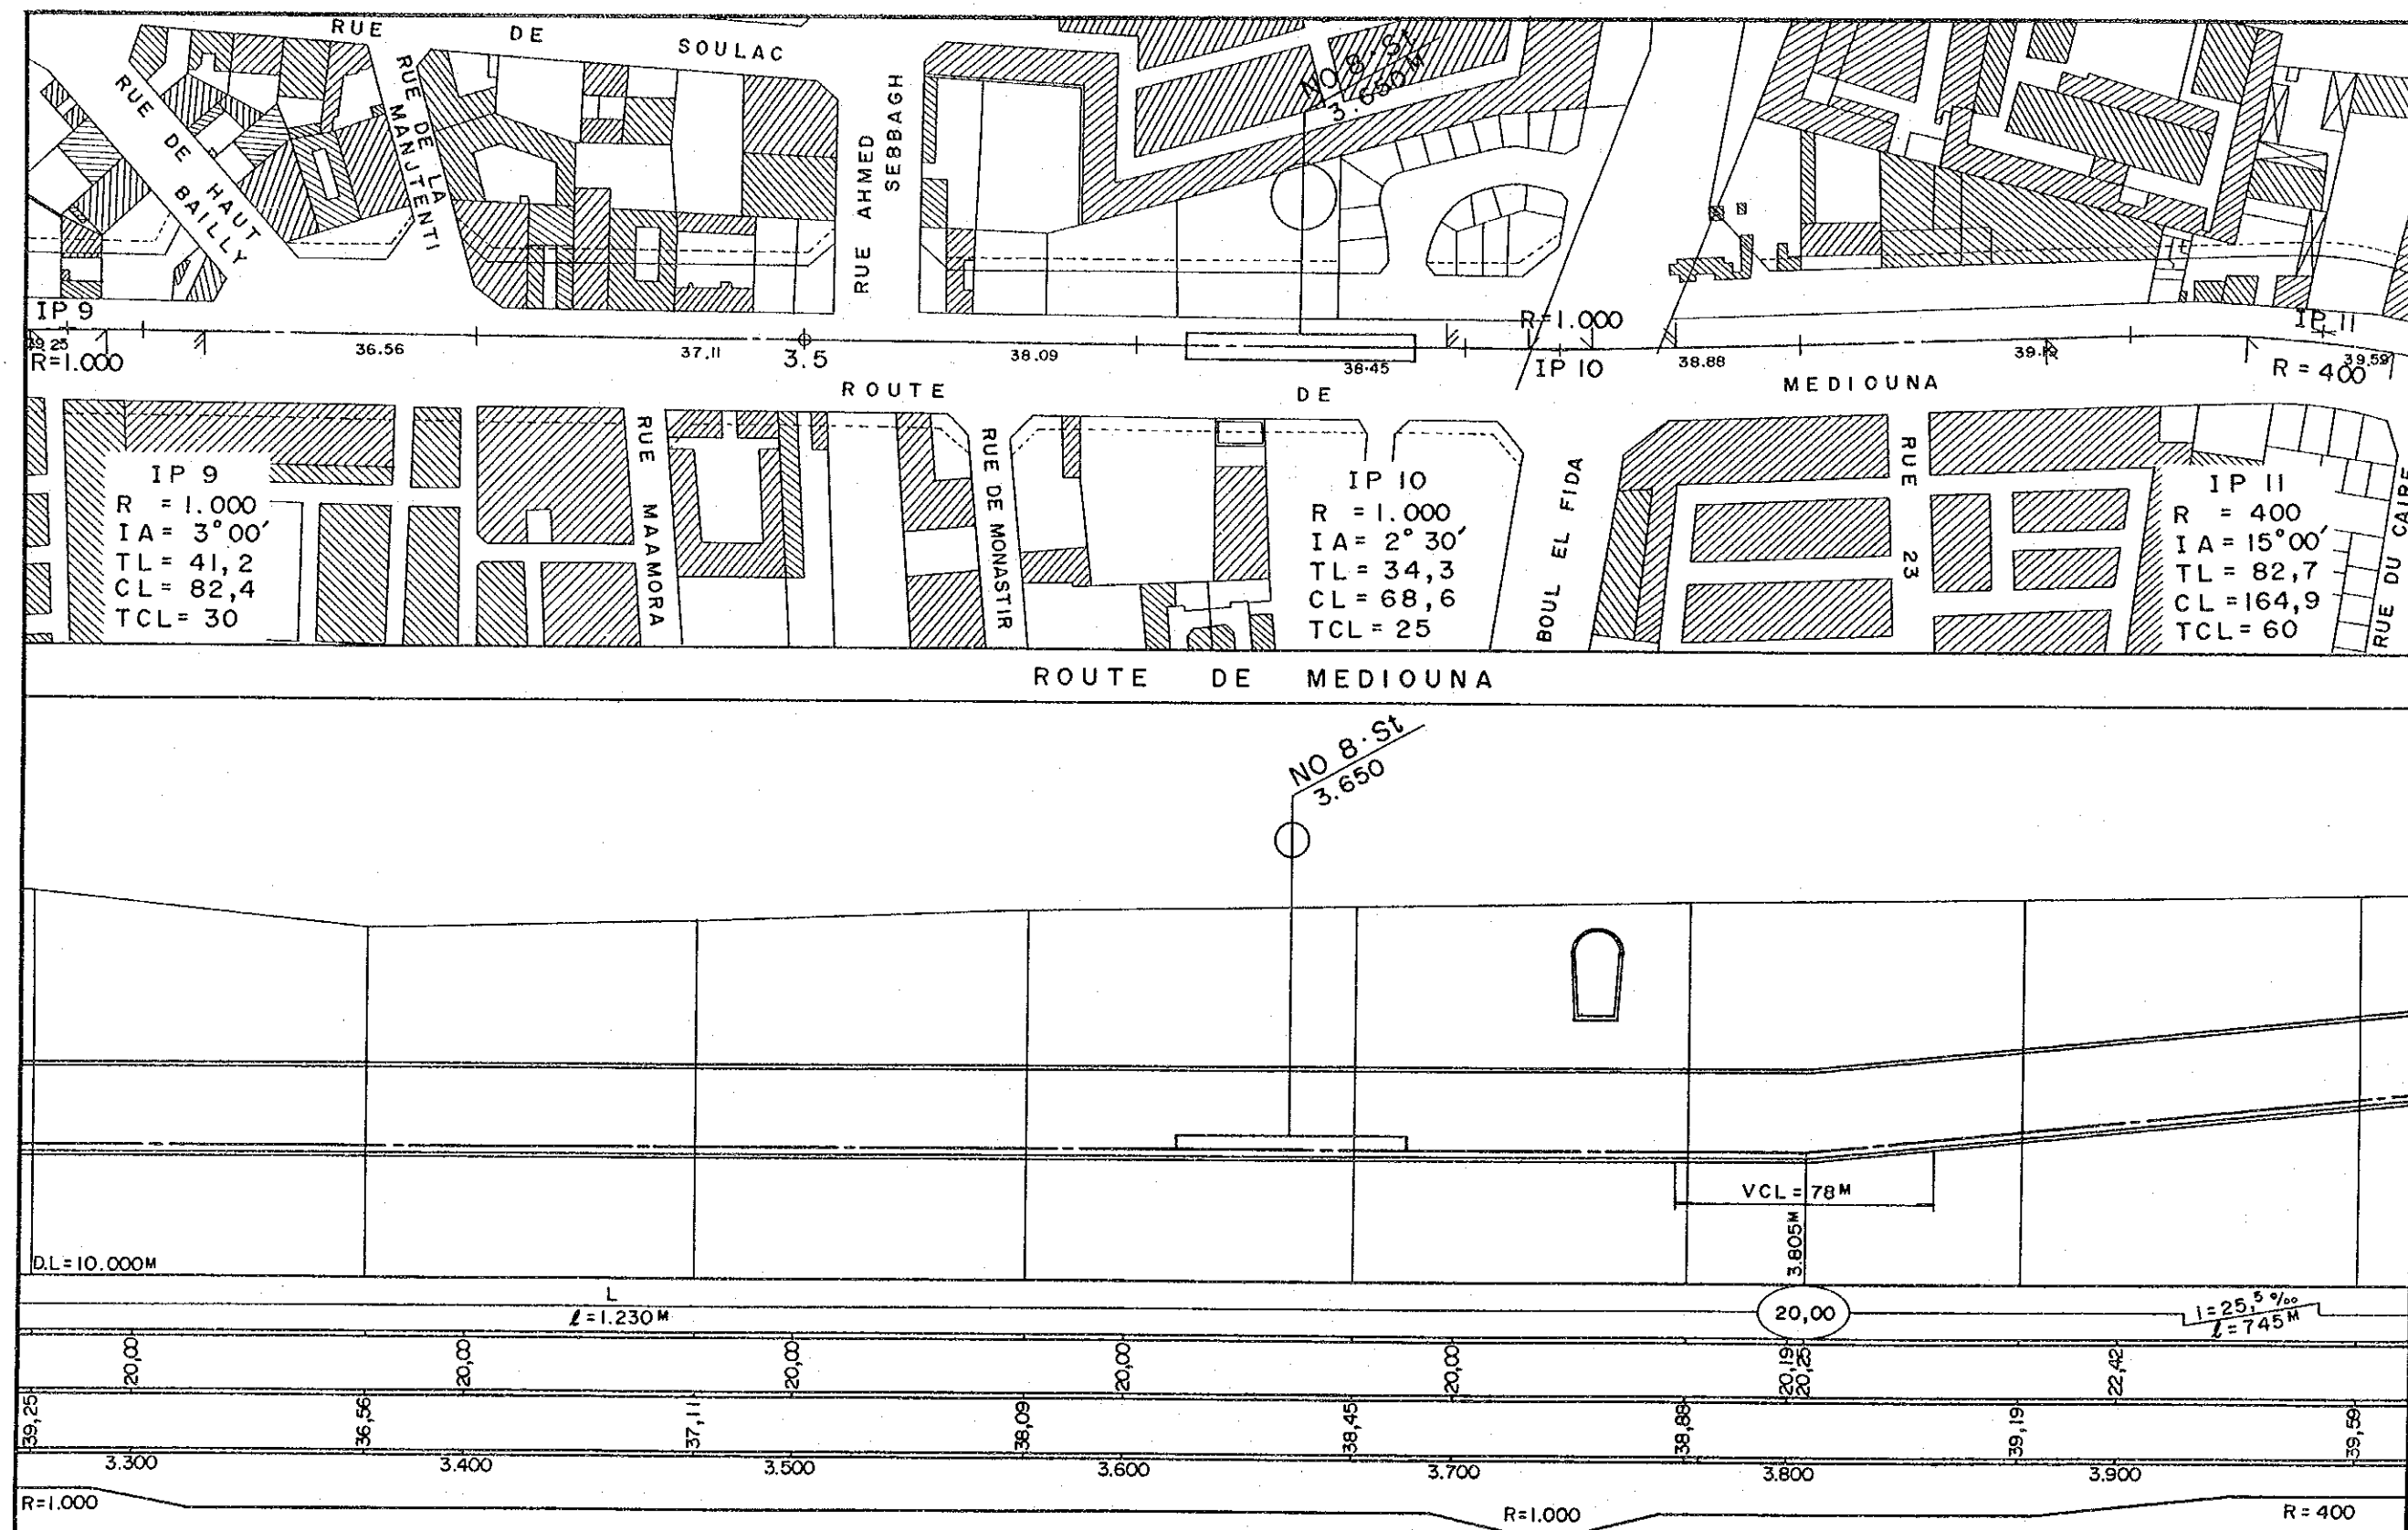 RUE DE SOULAC
RUE DE HAUT BAILLY
RUE DE LA MANJTENTI
RUE AHMED SEBBAGH
NO 8·St
3.650M
IP 9
R=1.000
39.25
36.56
37.11
3.5
38.09
38.45
R=1.000
IP 10
38.88
39.19
IP 11
R = 400
39.59
ROUTE DE MEDIOUNA
RUE MAAMORA
RUE DE MONASTIR
BOUL EL FIDA
RUE 23
RUE DU CAIRE
IP 9
R = 1.000
IA = 3°00′
TL = 41,2
CL = 82,4
TCL = 30
IP 10
R = 1.000
IA = 2°30′
TL = 34,3
CL = 68,6
TCL = 25
IP 11
R = 400
IA = 15°00′
TL = 82,7
CL = 164,9
TCL = 60
ROUTE DE MEDIOUNA
NO 8·St
3.650
VCL = 78M
3.805M
D.L = 10.000M
L
ℓ = 1.230M
20,00
i=25,5 ‰
ℓ = 745M
20,00 20,00 20,00 20,00 20,00 20,19 20,25 22,42
39,25 36,56 37,11 38,09 38,45 38,88 39,19 39,59
3.300 3.400 3.500 3.600 3.700 3.800 3.900
R=1.000 R=1.000 R = 400